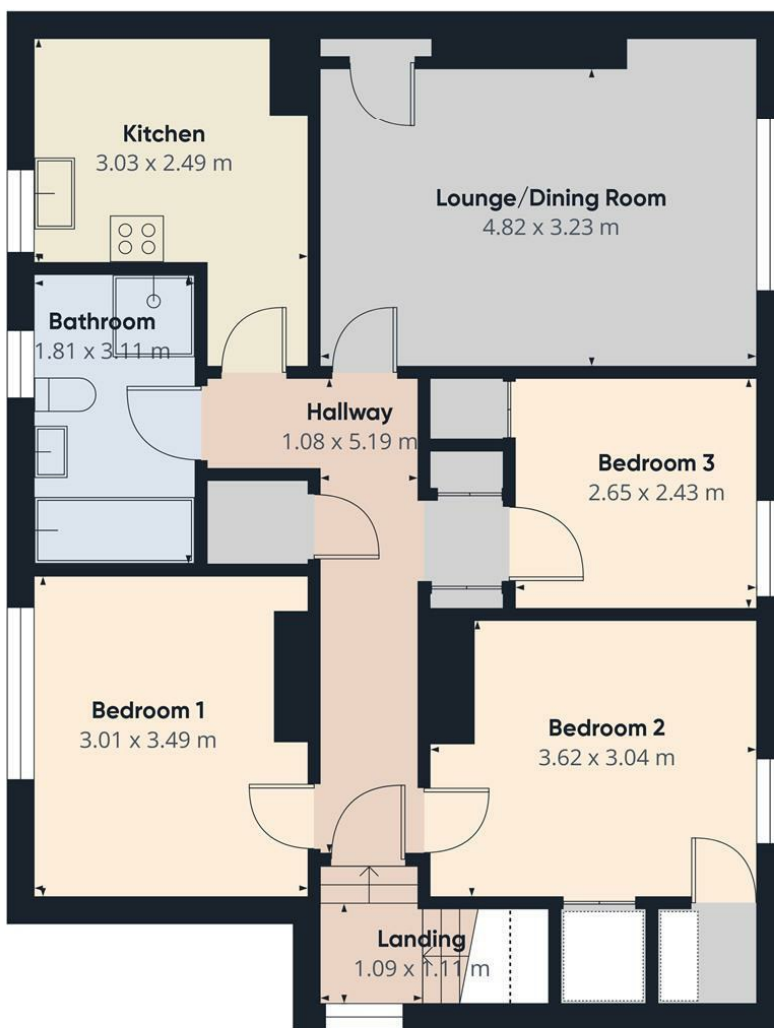 Kitchen
3.03 x 2.49 m
Lounge/Dining Room
4.82 x 3.23 m
Bathroom
1.81 x 3.11 m
Hallway
1.08 x 5.19 m
Bedroom 3
2.65 x 2.43 m
Bedroom 1
3.01 x 3.49 m
Bedroom 2
3.62 x 3.04 m
Landing
1.09 x 1.11 m